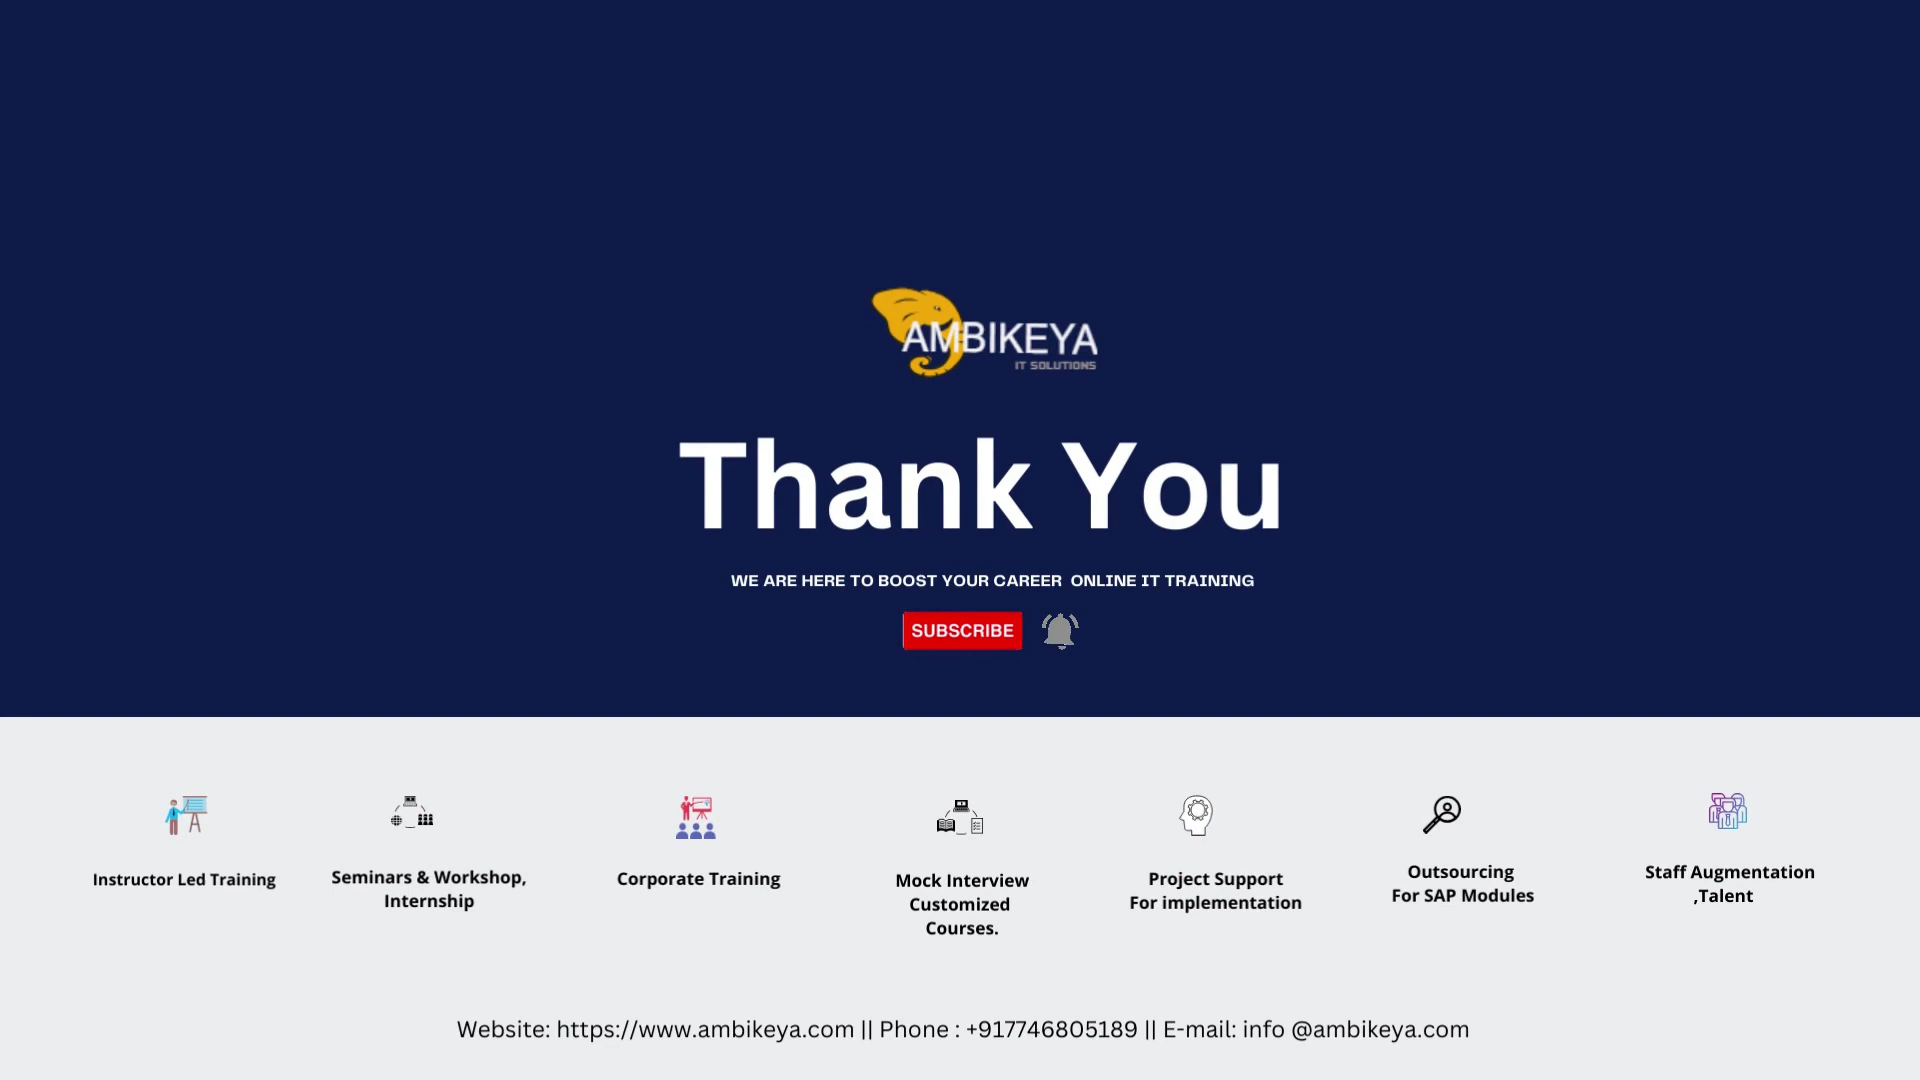 AMBIKEYA
IT SOLUTIONS
Thank You
WE ARE HERE TO BOOST YOUR CAREER  ONLINE IT TRAINING
SUBSCRIBE
Instructor Led Training
Seminars & Workshop,
Internship
Corporate Training
Mock Interview
Customized
Courses.
Project Support
For implementation
Outsourcing
For SAP Modules
Staff Augmentation
,Talent
Website: https://www.ambikeya.com || Phone : +917746805189 || E-mail: info @ambikeya.com